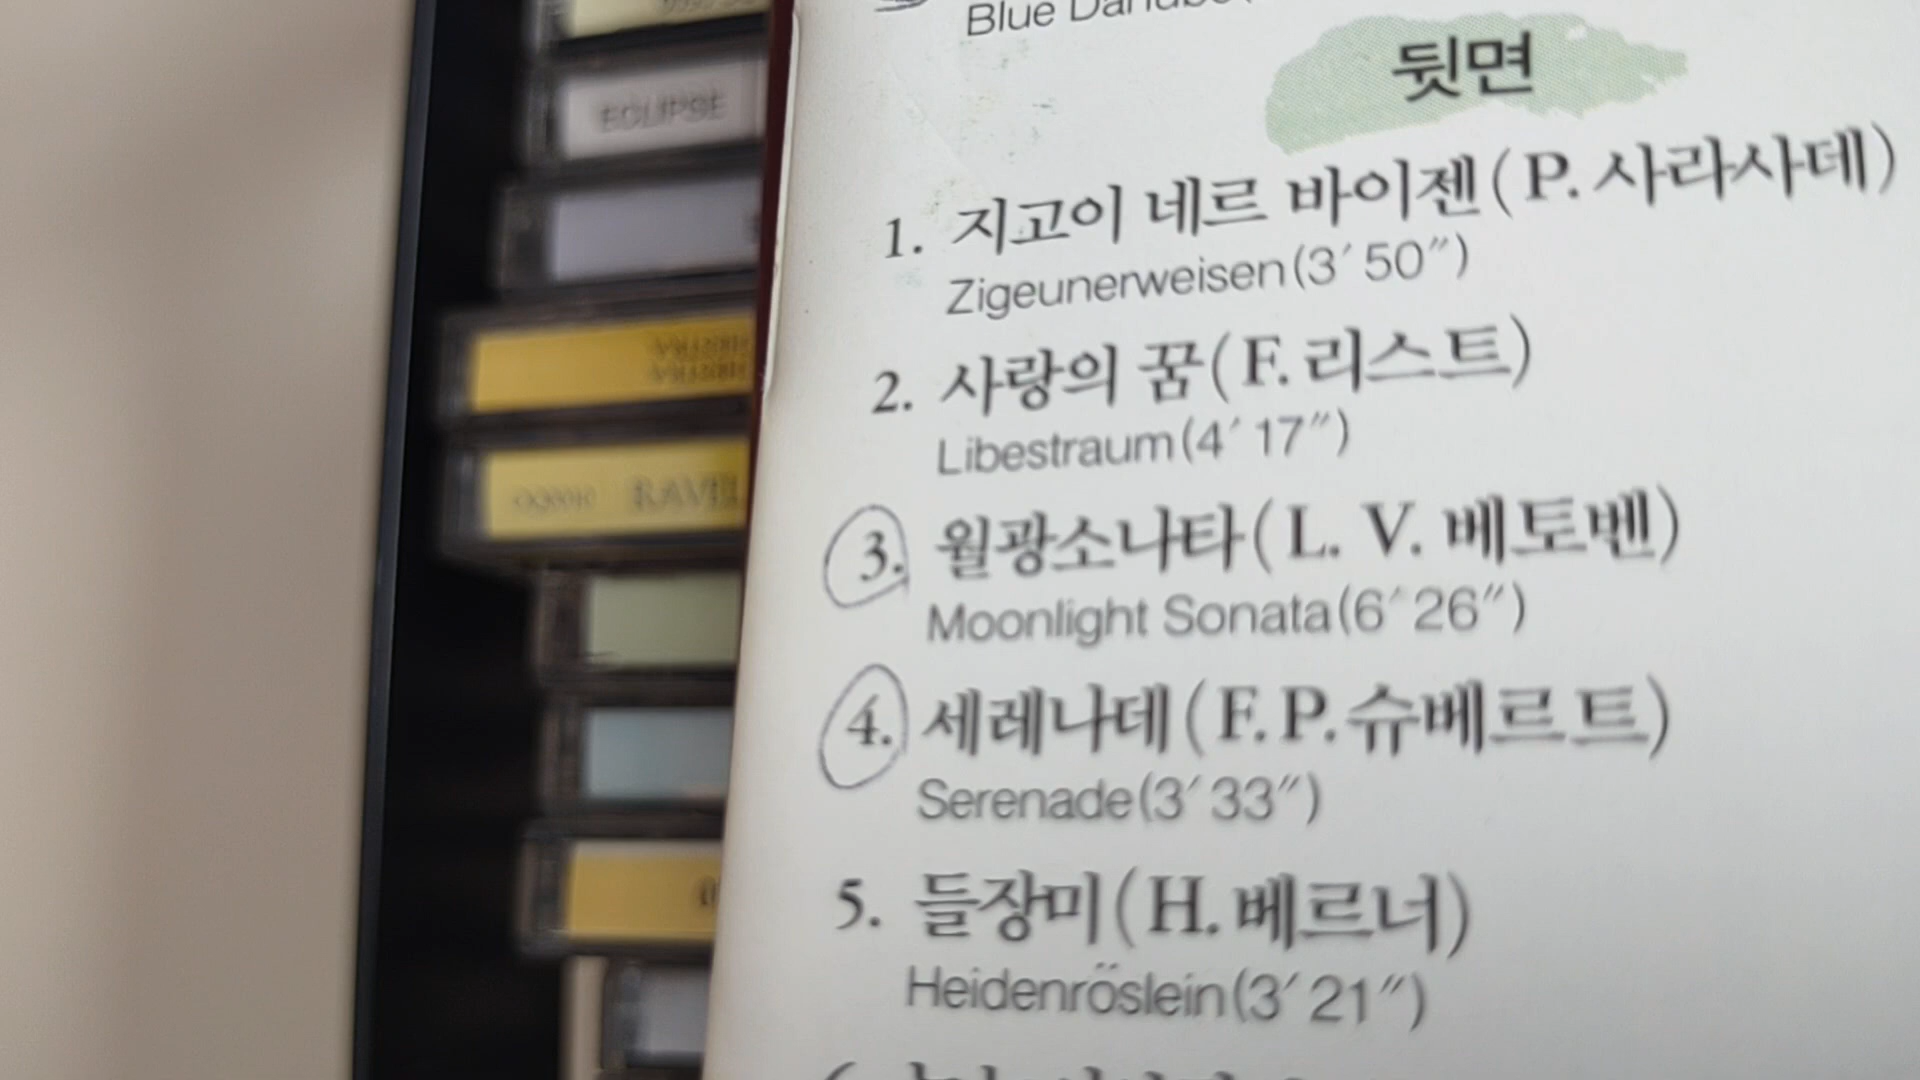 Blue Danube
뒷면
1. 지고이 네르 바이젠(P. 사라사데)
Zigeunerweisen(3′ 50″)
2. 사랑의 꿈(F. 리스트)
Libestraum(4′ 17″)
3. 월광소나타(L. V. 베토벤)
Moonlight Sonata(6′ 26″)
4. 세레나데(F. P. 슈베르트)
Serenade(3′ 33″)
5. 들장미(H. 베르너)
Heidenröslein(3′ 21″)
ECLIPSE
RAVEL